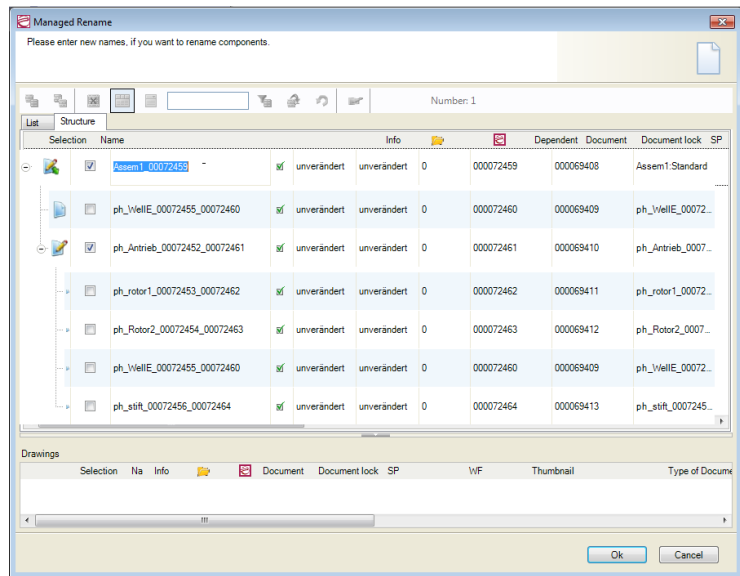 Managed Rename
Please enter new names, if you want to rename components.
Number: 1
List Structure
Selection Name Info Dependent Document Document lock SP
Assem1_00072459 unverändert unverändert 0 000072459 000069408 Assem1:Standard
ph_WellE_00072455_00072460 unverändert unverändert 0 000072460 000069409 ph_WellE_00072...
ph_Antrieb_00072452_00072461 unverändert unverändert 0 000072461 000069410 ph_Antrieb_0007...
ph_rotor1_00072453_00072462 unverändert unverändert 0 000072462 000069411 ph_rotor1_00072...
ph_Rotor2_00072454_00072463 unverändert unverändert 0 000072463 000069412 ph_Rotor2_0007...
ph_WellE_00072455_00072460 unverändert unverändert 0 000072460 000069409 ph_WellE_00072...
ph_stift_00072456_00072464 unverändert unverändert 0 000072464 000069413 ph_stift_0007245...
Drawings
Selection Na Info Document Document lock SP WF Thumbnail Type of Docume
Ok Cancel